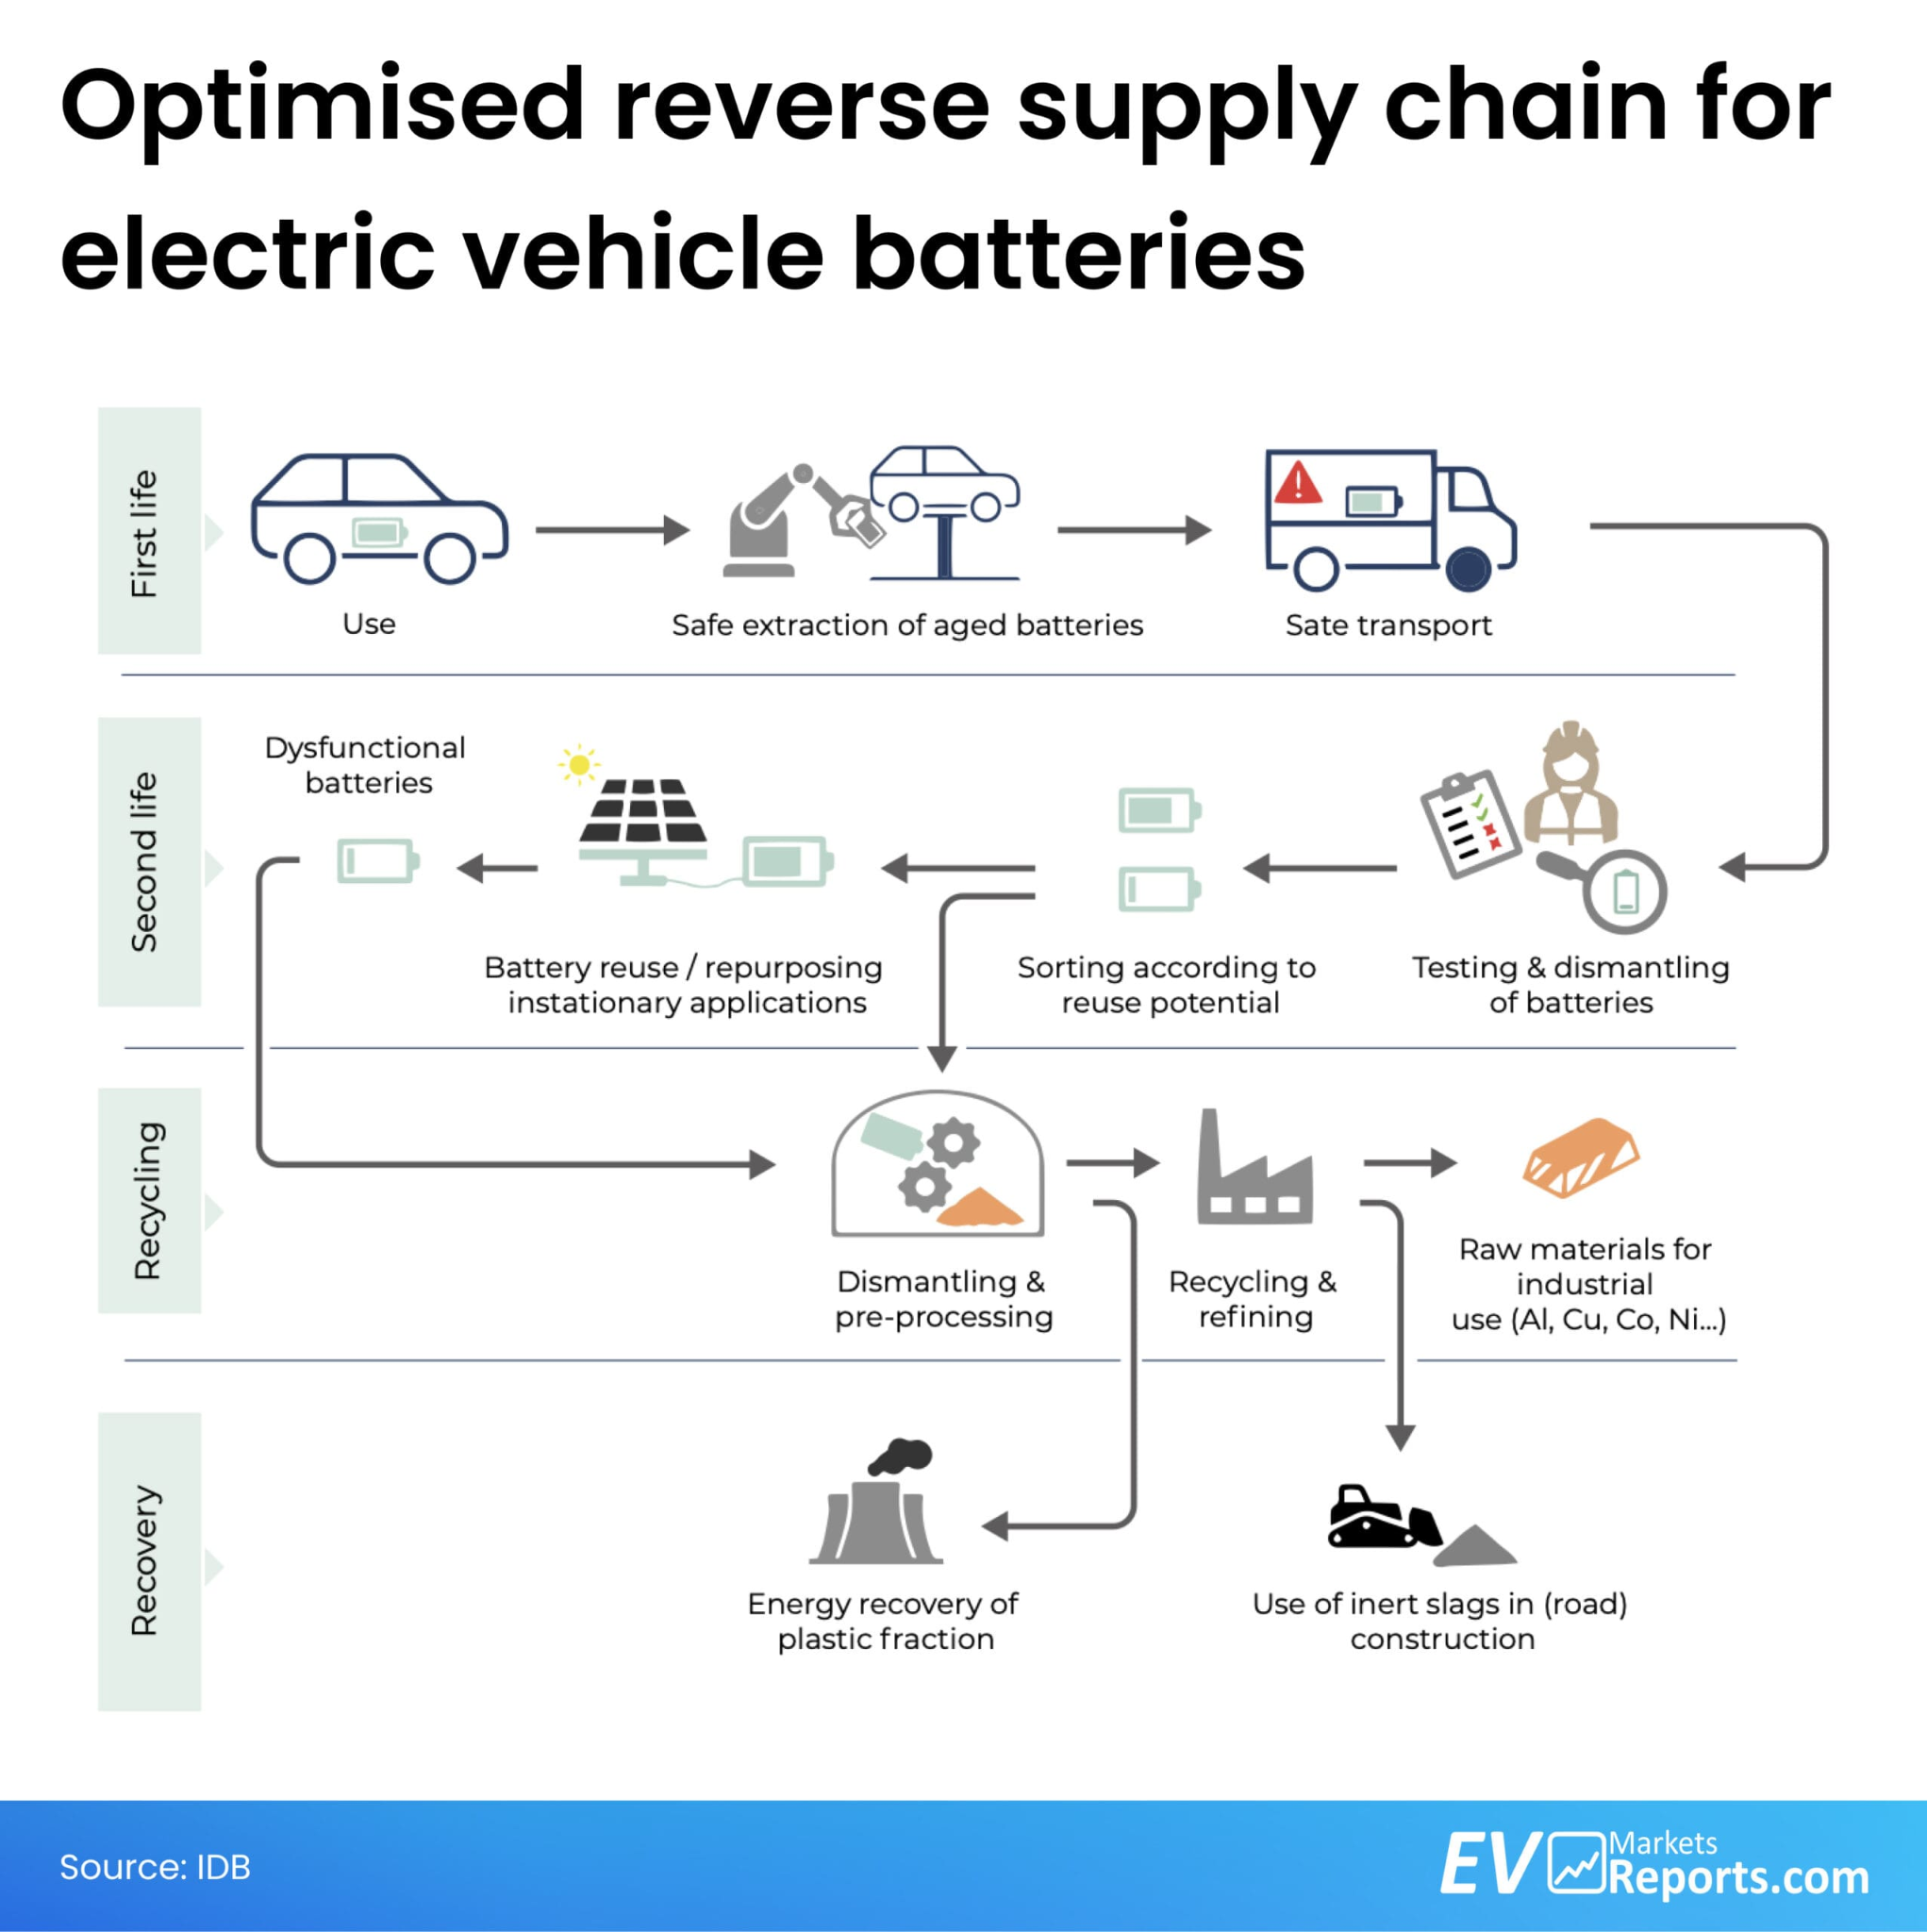 Optimised reverse supply chain for
electric vehicle batteries
First life
Use
Safe extraction of aged batteries
Sate transport
Second life
Dysfunctional
batteries
Battery reuse / repurposing
instationary applications
Sorting according to
reuse potential
Testing & dismantling
of batteries
Recycling
Dismantling &
pre-processing
Recycling &
refining
Raw materials for
industrial
use (Al, Cu, Co, Ni...)
Recovery
Energy recovery of
plastic fraction
Use of inert slags in (road)
construction
Source: IDB
EV Markets
Reports.com